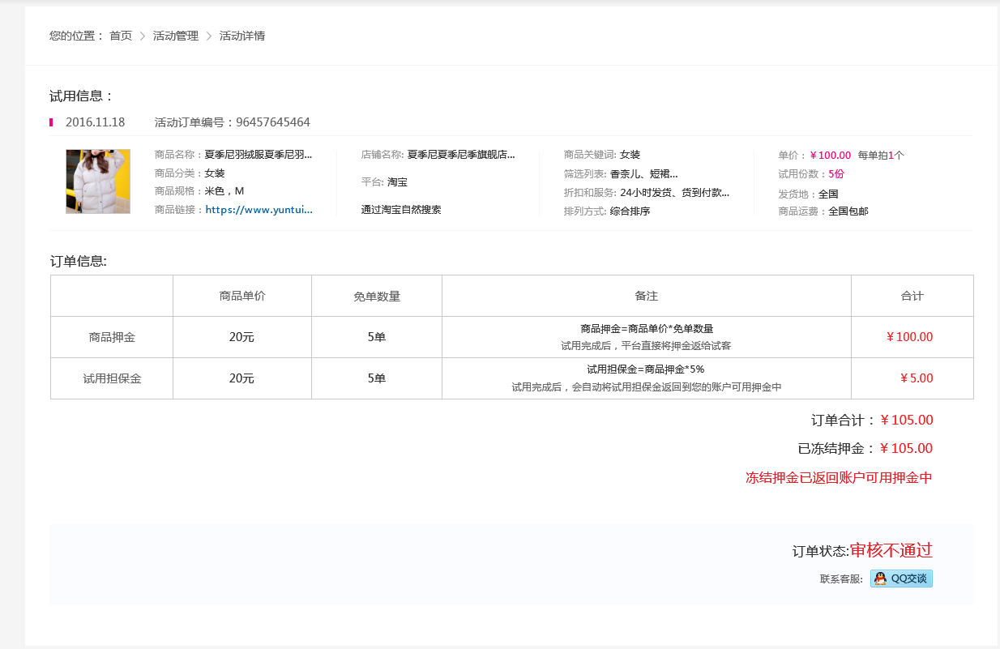 您的位置： 首页 > 活动管理 > 活动详情
试用信息：
2016.11.18 活动订单编号：96457645464
商品名称：夏季尼羽绒服夏季尼羽...
商品分类：女装
商品规格：米色，M
商品链接：https://www.yuntui...
店铺名称: 夏季尼夏季尼季旗舰店...
平台: 淘宝
通过淘宝自然搜索
商品关键词: 女装
筛选列表: 香奈儿、短裙...
折扣和服务: 24小时发货、货到付款...
排列方式: 综合排序
单价：￥100.00 每单拍1个
试用份数：5份
发货地：全国
商品运费：全国包邮
订单信息:
商品单价 免单数量 备注 合计
商品押金 20元 5单 商品押金=商品单价*免单数量 ￥100.00
试用完成后，平台直接将押金返给试客
试用担保金 20元 5单 试用担保金=商品押金*5% ￥5.00
试用完成后，会自动将试用担保金返回到您的账户可用押金中
订单合计：￥105.00
已冻结押金：￥105.00
冻结押金已返回账户可用押金中
订单状态:审核不通过
联系客服: QQ交谈